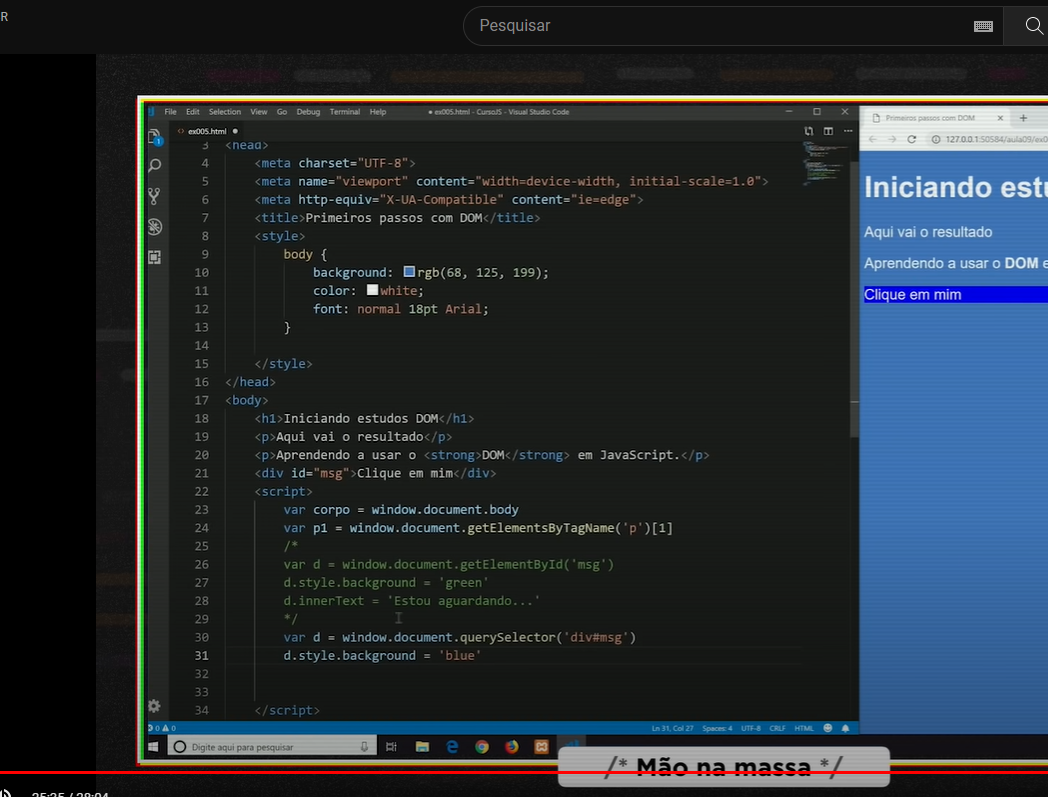 R
Pesquisar
File Edit Selection View Go Debug Terminal Help
● ex005.html - CursoJS - Visual Studio Code
<> ex005.html ●
1
3 <head>
4 <meta charset="UTF-8">
5 <meta name="viewport" content="width=device-width, initial-scale=1.0">
6 <meta http-equiv="X-UA-Compatible" content="ie=edge">
7 <title>Primeiros passos com DOM</title>
8 <style>
9 body {
10 background: rgb(68, 125, 199);
11 color: white;
12 font: normal 18pt Arial;
13 }
14
15 </style>
16 </head>
17 <body>
18 <h1>Iniciando estudos DOM</h1>
19 <p>Aqui vai o resultado</p>
20 <p>Aprendendo a usar o <strong>DOM</strong> em JavaScript.</p>
21 <div id="msg">Clique em mim</div>
22 <script>
23 var corpo = window.document.body
24 var p1 = window.document.getElementsByTagName('p')[1]
25 /*
26 var d = window.document.getElementById('msg')
27 d.style.background = 'green'
28 d.innerText = 'Estou aguardando...'
29 */
30 var d = window.document.querySelector('div#msg')
31 d.style.background = 'blue'
32
33
34 </script>
0 0 Ln 31, Col 27 Spaces: 4 UTF-8 CRLF HTML
Digite aqui para pesquisar
Primeiros passos com DOM
127.0.0.1:50584/aula09/ex0
Iniciando estu
Aqui vai o resultado
Aprendendo a usar o DOM e
Clique em mim
/* Mão na massa */